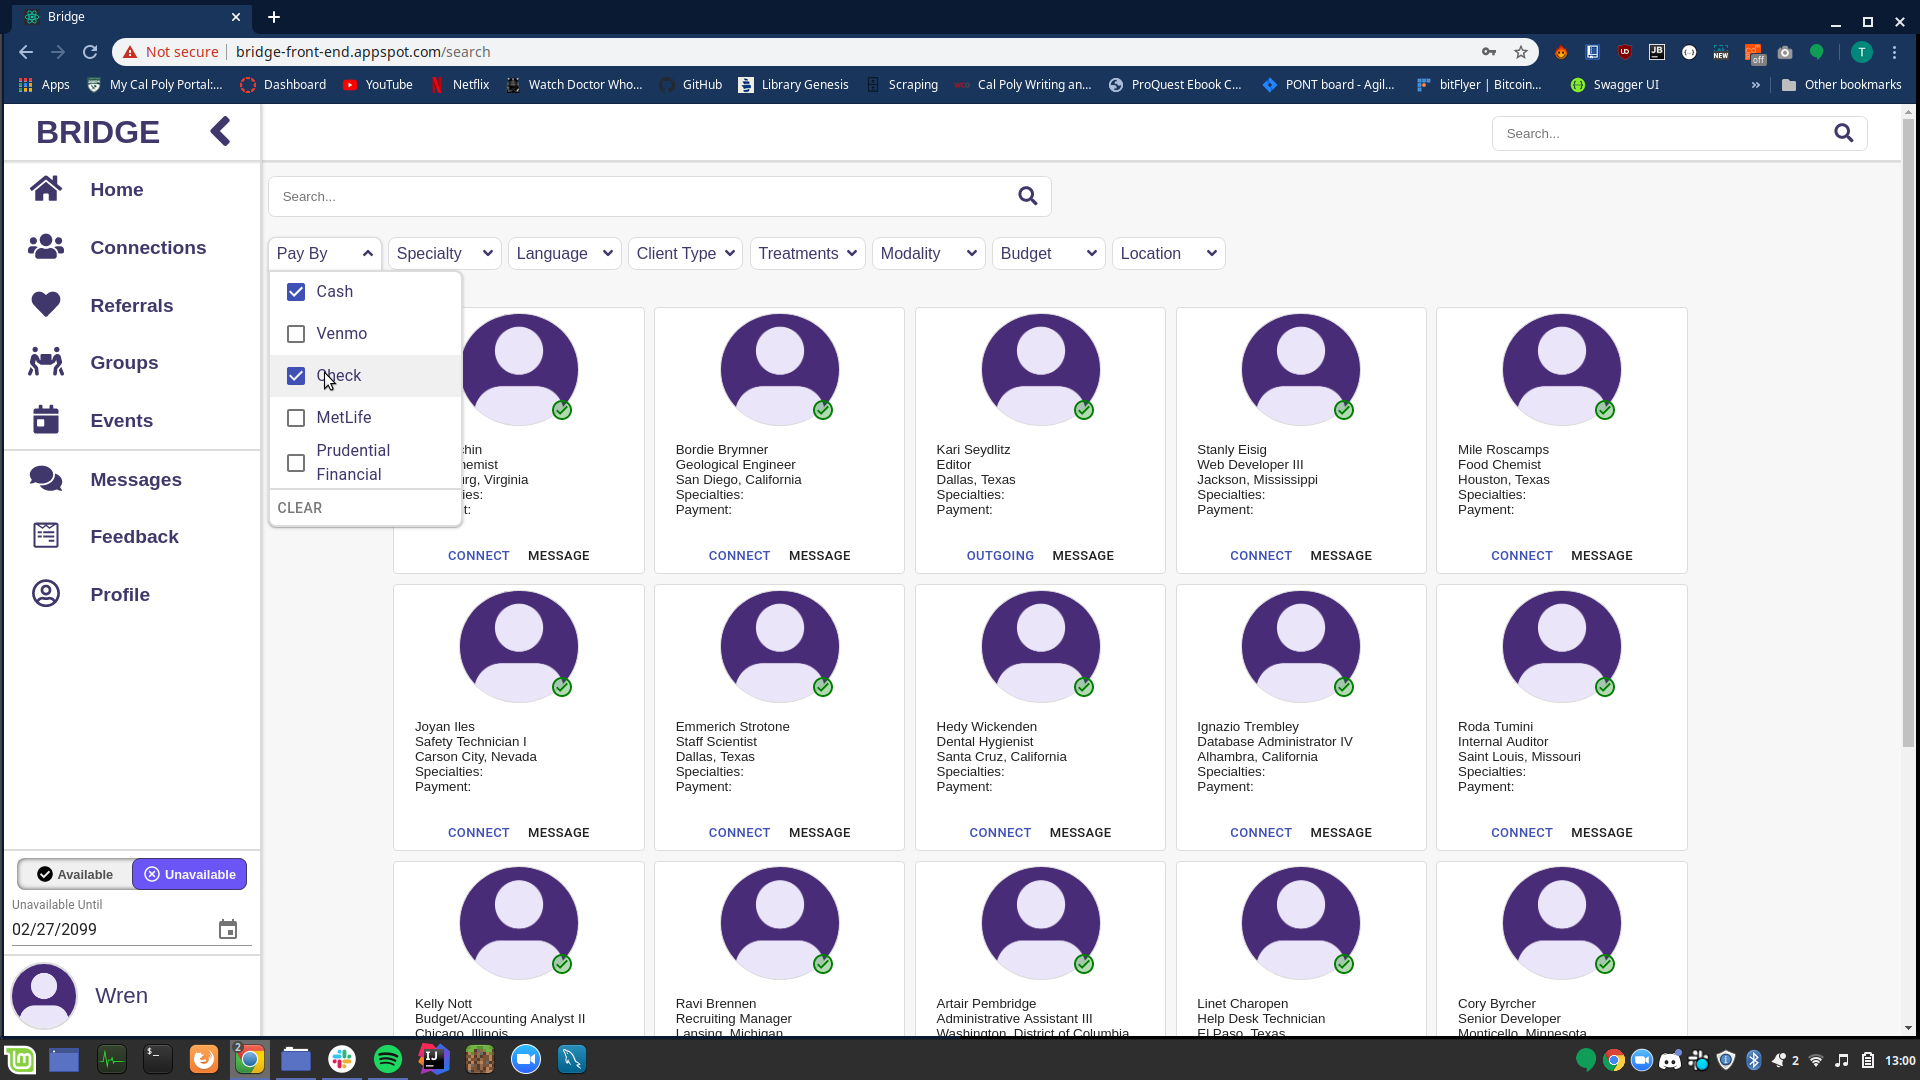 Bridge
Not secure
bridge-front-end.appspot.com/search
NEW
off
T
Apps
My Cal Poly Portal:...
Dashboard
YouTube
Netflix
Watch Doctor Who...
GitHub
Library Genesis
Scraping
Cal Poly Writing an...
ProQuest Ebook C...
PONT board - Agil...
bitFlyer | Bitcoin...
Swagger UI
»
Other bookmarks
BRIDGE
Search...
Home
Connections
Referrals
Groups
Events
Messages
Feedback
Profile
Available
Unavailable
Unavailable Until
02/27/2099
Wren
Search...
Pay By
Specialty
Language
Client Type
Treatments
Modality
Budget
Location
Cash
Venmo
Check
MetLife
Prudential
Financial
CLEAR
chin
emist
urg, Virginia
ies:
t:
CONNECT MESSAGE
Bordie Brymner
Geological Engineer
San Diego, California
Specialties:
Payment:
CONNECT MESSAGE
Kari Seydlitz
Editor
Dallas, Texas
Specialties:
Payment:
OUTGOING MESSAGE
Stanly Eisig
Web Developer III
Jackson, Mississippi
Specialties:
Payment:
CONNECT MESSAGE
Mile Roscamps
Food Chemist
Houston, Texas
Specialties:
Payment:
CONNECT MESSAGE
Joyan Iles
Safety Technician I
Carson City, Nevada
Specialties:
Payment:
CONNECT MESSAGE
Emmerich Strotone
Staff Scientist
Dallas, Texas
Specialties:
Payment:
CONNECT MESSAGE
Hedy Wickenden
Dental Hygienist
Santa Cruz, California
Specialties:
Payment:
CONNECT MESSAGE
Ignazio Trembley
Database Administrator IV
Alhambra, California
Specialties:
Payment:
CONNECT MESSAGE
Roda Tumini
Internal Auditor
Saint Louis, Missouri
Specialties:
Payment:
CONNECT MESSAGE
Kelly Nott
Budget/Accounting Analyst II
Chicago, Illinois
Ravi Brennen
Recruiting Manager
Lansing, Michigan
Artair Pembridge
Administrative Assistant III
Washington, District of Columbia
Linet Charopen
Help Desk Technician
El Paso, Texas
Cory Byrcher
Senior Developer
Monticello, Minnesota
2
2
13:00